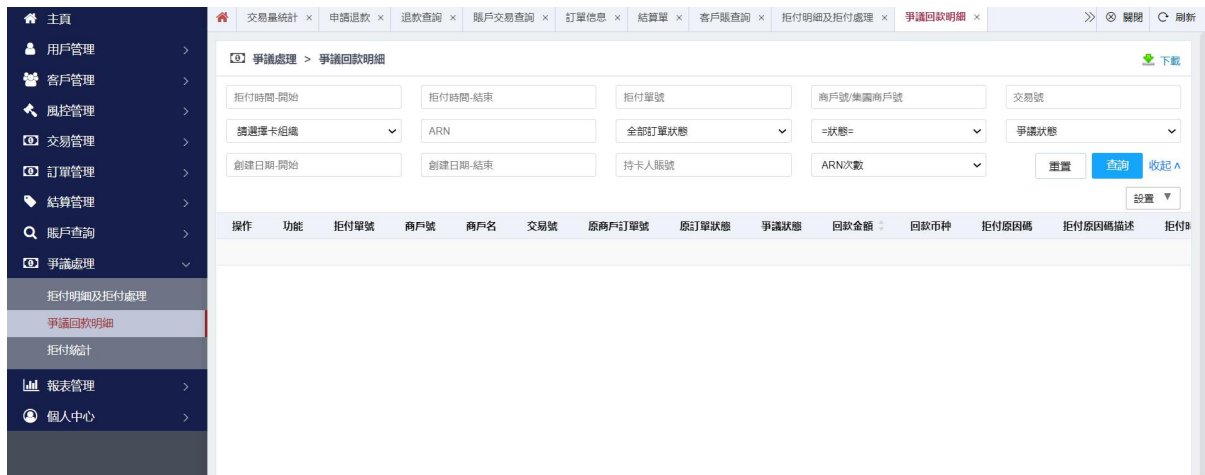 主頁
交易量統計 × 申請退款 × 退款查詢 × 賬戶交易查詢 × 訂單信息 × 結算單 × 客戶賬查詢 × 拒付明細及拒付處理 × 爭議回款明細 × 關閉 刷新
用戶管理
客戶管理
風控管理
交易管理
訂單管理
結算管理
賬戶查詢
爭議處理
拒付明細及拒付處理
爭議回款明細
拒付統計
報表管理
個人中心
爭議處理 > 爭議回款明細 下載
拒付時間-開始 拒付時間-結束 拒付單號 商戶號/集團商戶號 交易號
請選擇卡組織 ARN 全部訂單狀態 =狀態= 爭議狀態
創建日期-開始 創建日期-結束 持卡人賬號 ARN次數 重置 查詢 收起
設置 ▼
操作 功能 拒付單號 商戶號 商戶名 交易號 原商戶訂單號 原訂單狀態 爭議狀態 回款金額 回款币种 拒付原因碼 拒付原因碼描述 拒付